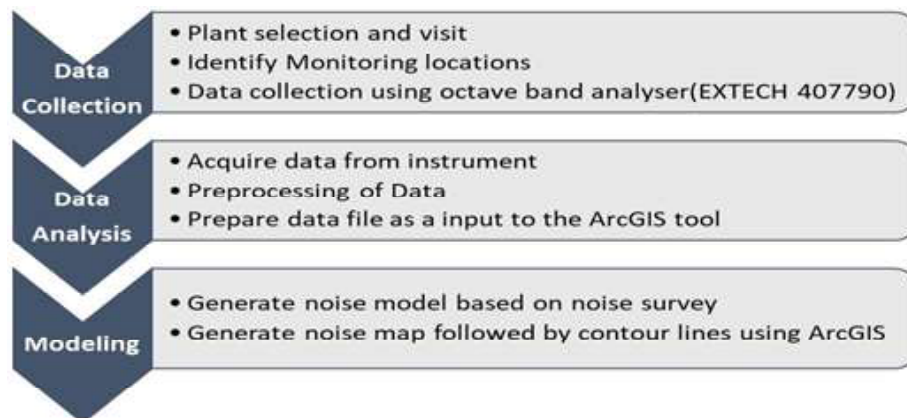 Data
Collection
• Plant selection and visit
• Identify Monitoring locations
• Data collection using octave band analyser(EXTECH 407790)
Data
Analysis
• Acquire data from instrument
• Preprocessing of Data
• Prepare data file as a input to the ArcGIS tool
Modeling
• Generate noise model based on noise survey
• Generate noise map followed by contour lines using ArcGIS